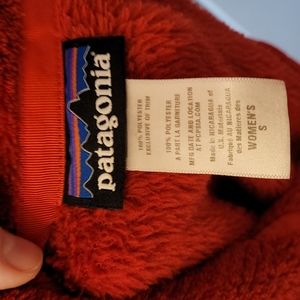 patagonia
100% POLYESTER
EXCLUSIVE OF TRIM
100% POLYESTER
A PART LA GARNITURE
MFG DATE AND LOCATION
AT PCPSIA.COM
Made in NICARAGUA of
U.S. Materials
Fabriqué AU NICARAGUA
des Matières des
WOMEN'S
S